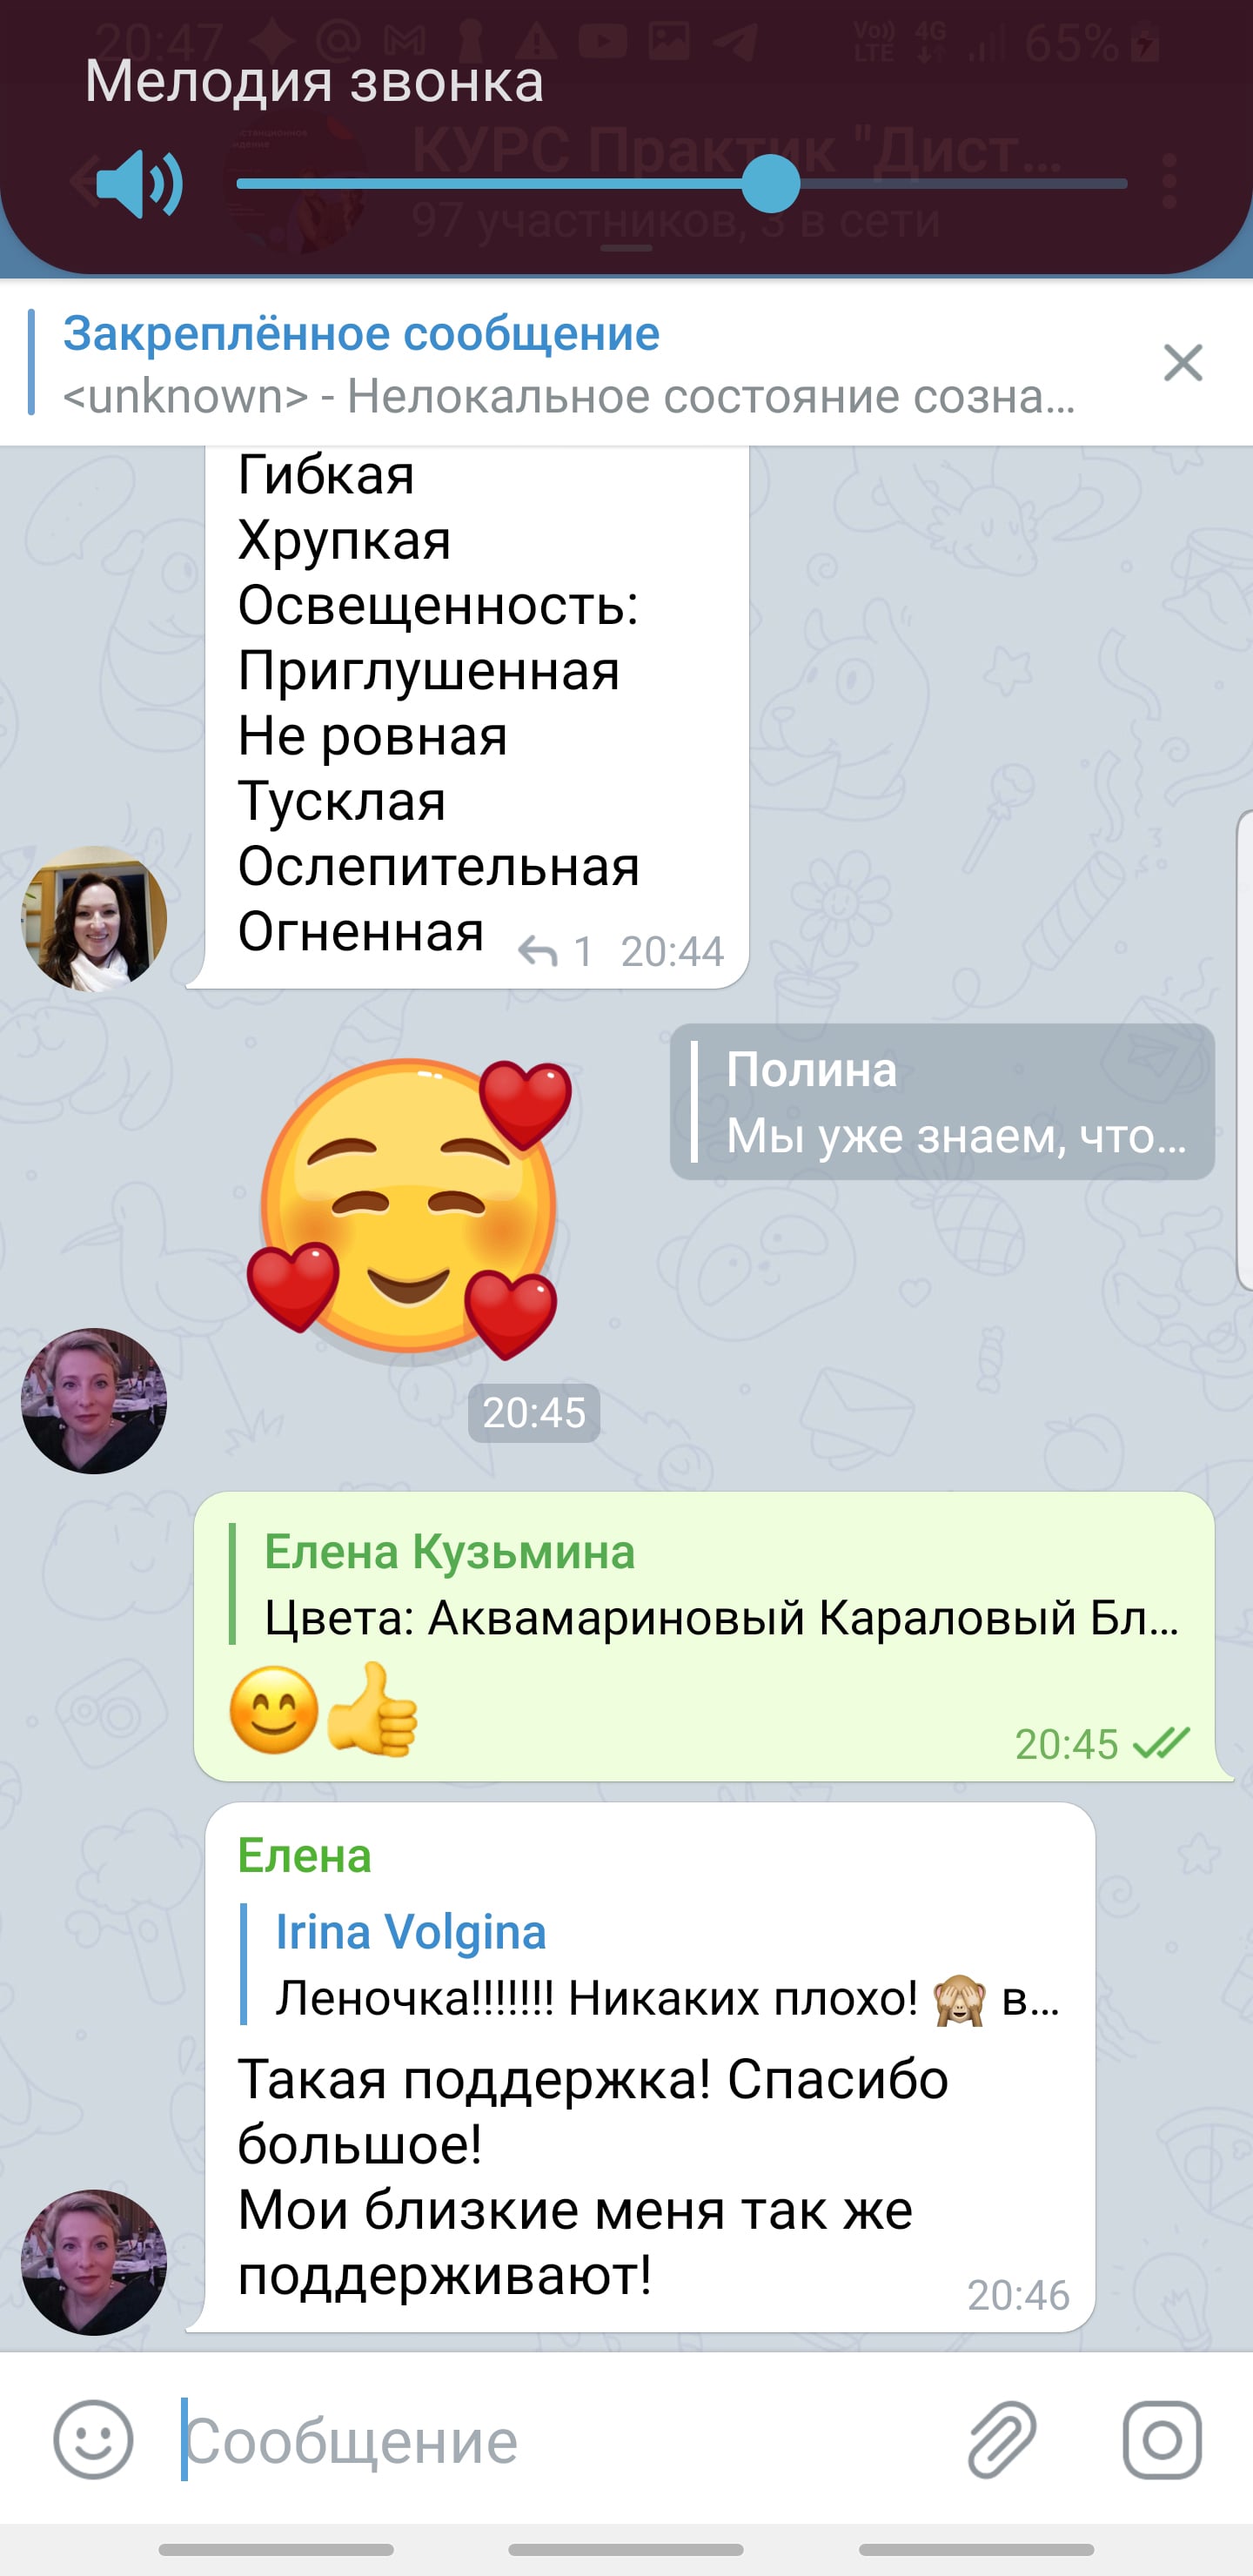 20:47
Vo)) LTE 4G 65%
Мелодия звонка
КУРС Практик "Дист...
97 участников, 3 в сети
Закреплённое сообщение
<unknown> - Нелокальное состояние созна...
Гибкая
Хрупкая
Освещенность:
Приглушенная
Не ровная
Тусклая
Ослепительная
Огненная
1 20:44
Полина
Мы уже знаем, что...
20:45
Елена Кузьмина
Цвета: Аквамариновый Караловый Бл...
20:45
Елена
Irina Volgina
Леночка!!!!!!! Никаких плохо! 🙈 в...
Такая поддержка! Спасибо
большое!
Мои близкие меня так же
поддерживают!
20:46
Сообщение